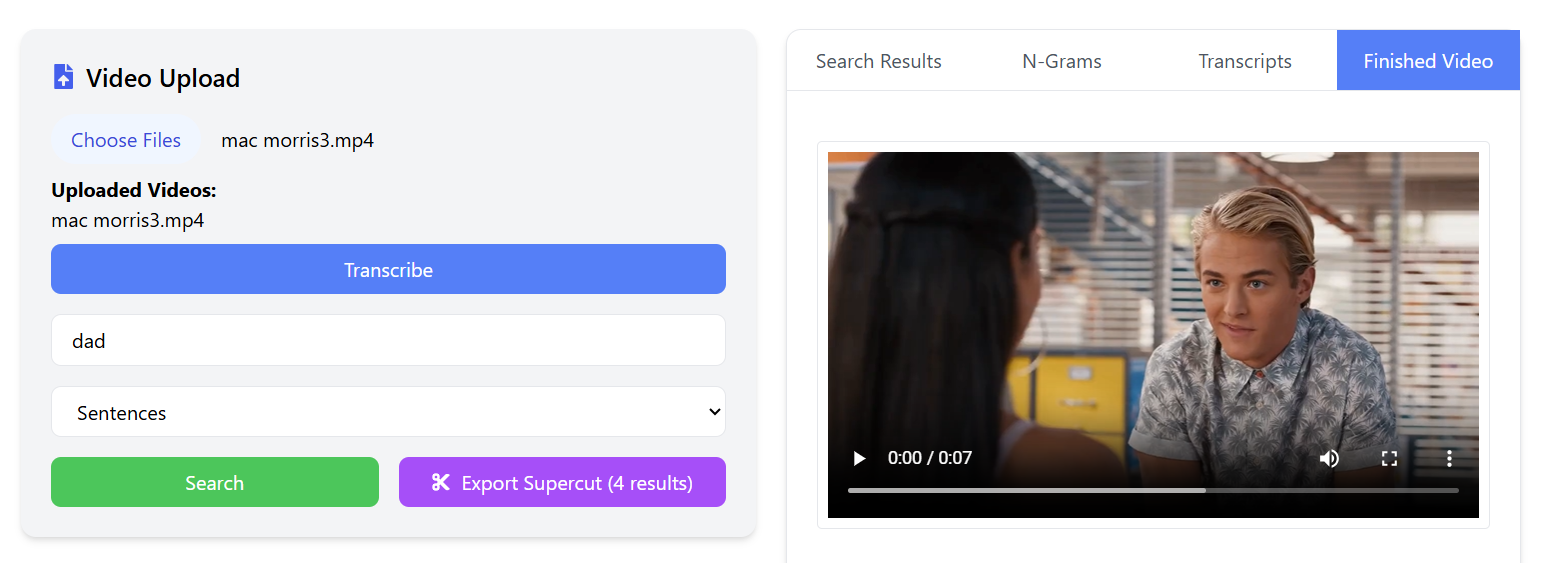 Video Upload
Choose Files mac morris3.mp4
Uploaded Videos:
mac morris3.mp4
Transcribe
dad
Sentences
Search Export Supercut (4 results)
Search Results N-Grams Transcripts Finished Video
0:00 / 0:07